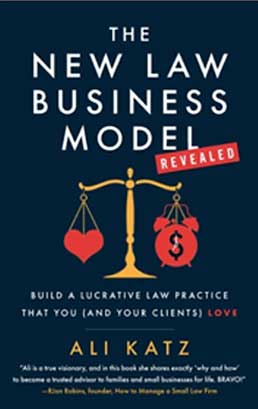 THE
NEW LAW
BUSINESS
MODEL
REVEALED
$
BUILD A LUCRATIVE LAW PRACTICE
THAT YOU (AND YOUR CLIENTS) LOVE
ALI KATZ
"Ali is a true visionary, and in this book she shares exactly "why and how'
to become a trusted advisor to families and small businesses for life. BRAVO!"
—RJon Robins, founder, How to Manage a Small Law Firm